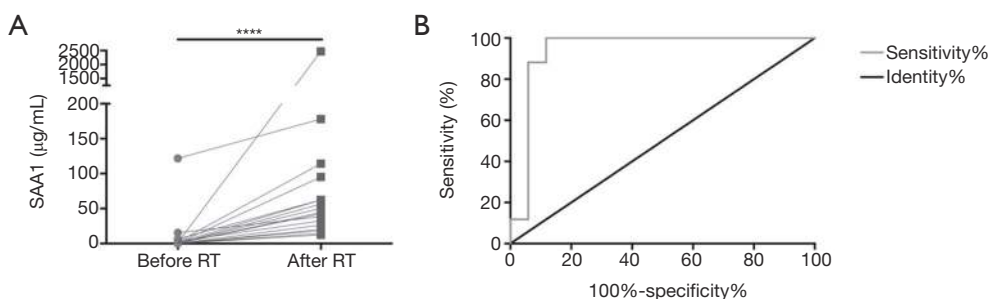 A
****
2500
2000
1500
200
150
100
50
0
SAA1 (μg/mL)
Before RT
After RT
B
100
80
60
40
20
0
Sensitivity (%)
0
20
40
60
80
100
100%-specificity%
Sensitivity%
Identity%